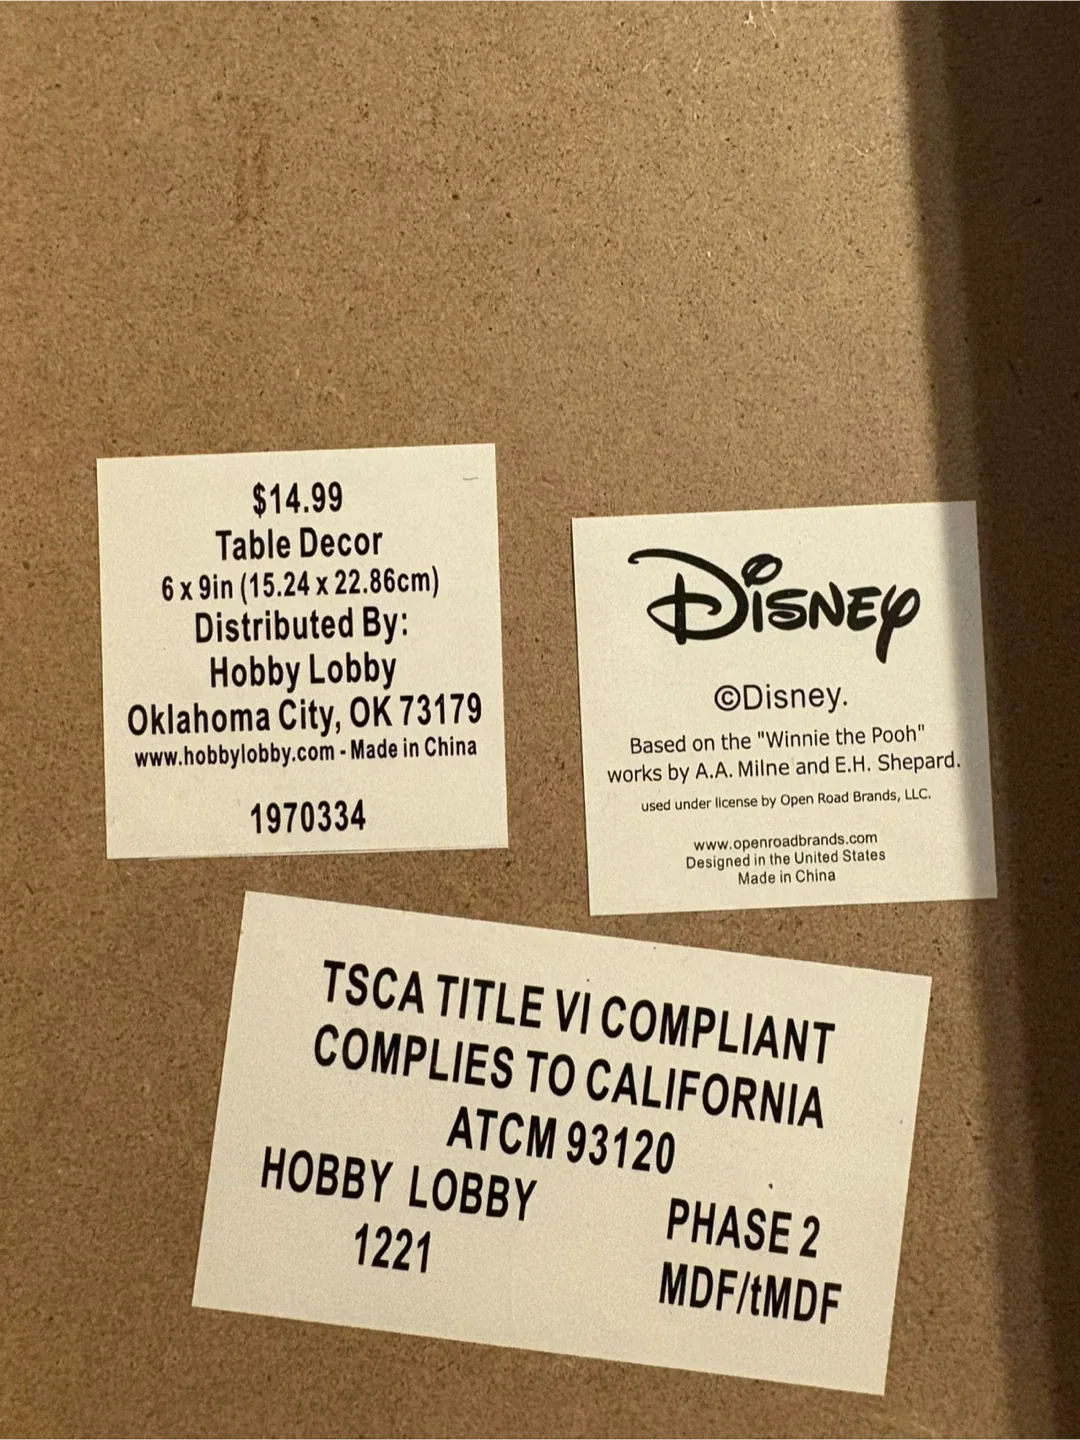 $14.99
Table Decor
6 x 9in (15.24 x 22.86cm)
Distributed By:
Hobby Lobby
Oklahoma City, OK 73179
www.hobbylobby.com - Made in China
1970334
Disney
©Disney.
Based on the "Winnie the Pooh"
works by A.A. Milne and E.H. Shepard.
used under license by Open Road Brands, LLC.
www.openroadbrands.com
Designed in the United States
Made in China
TSCA TITLE VI COMPLIANT
COMPLIES TO CALIFORNIA
ATCM 93120
HOBBY LOBBY
1221
PHASE 2
MDF/tMDF